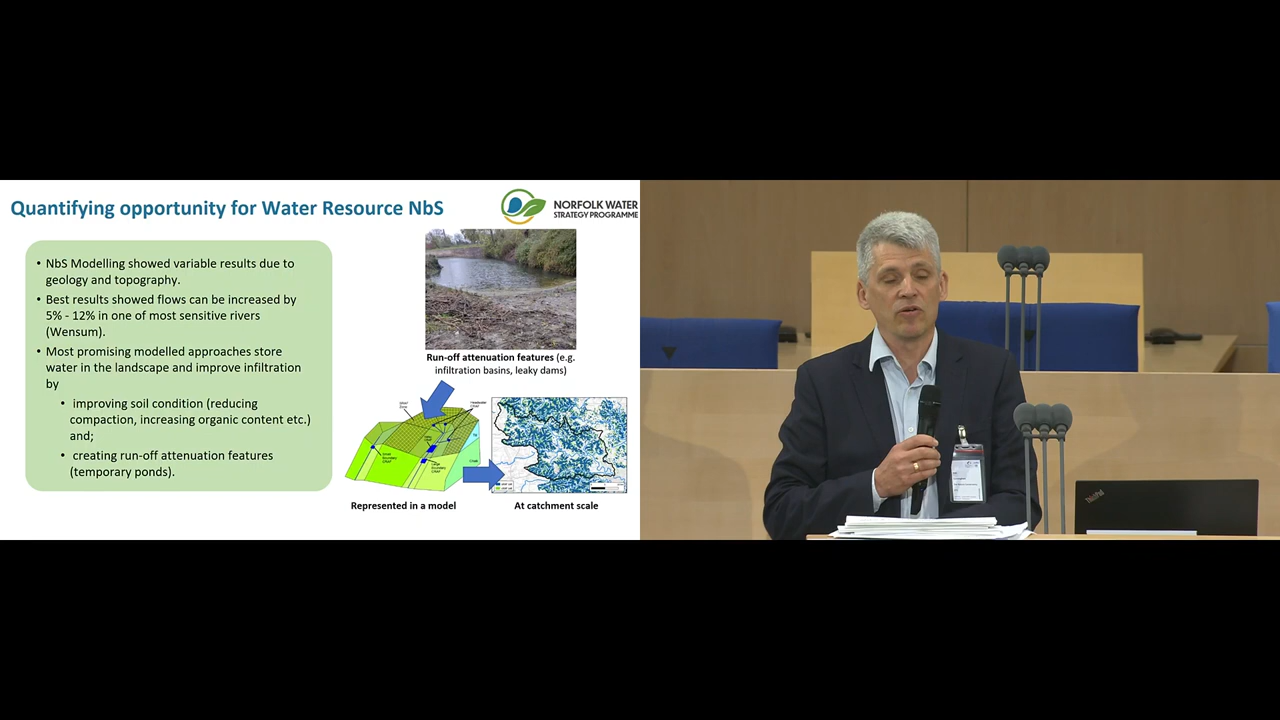 Quantifying opportunity for Water Resource NbS
NORFOLK WATER
STRATEGY PROGRAMME
• NbS Modelling showed variable results due to
geology and topography.
• Best results showed flows can be increased by
5% - 12% in one of most sensitive rivers
(Wensum).
• Most promising modelled approaches store
water in the landscape and improve infiltration
by
• improving soil condition (reducing
compaction, increasing organic content etc.)
and;
• creating run-off attenuation features
(temporary ponds).
Run-off attenuation features (e.g.
infiltration basins, leaky dams)
Represented in a model
At catchment scale
ThinkPad